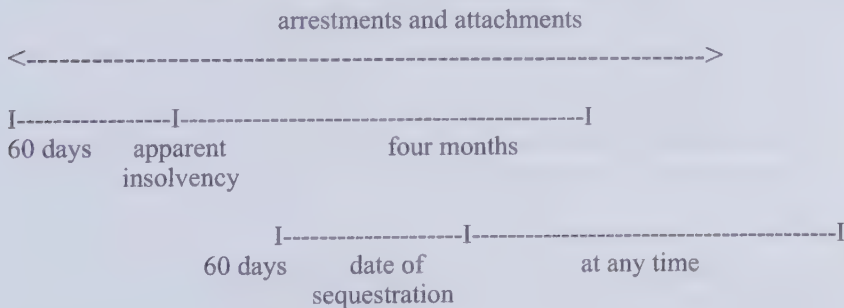 arrestments and attachments
<------------------------------------------------------------------->
I----------------I------------------------------------------I
60 days apparent four months
insolvency
I-------------------I---------------------------------------I
60 days date of at any time
sequestration